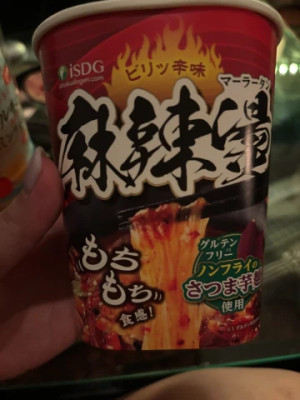 iSDG
ピリッ辛味
マーラータン
麻辣湯
もち
もち
食感!
グルテン
フリー
ノンフライの
さつま芋麺
使用